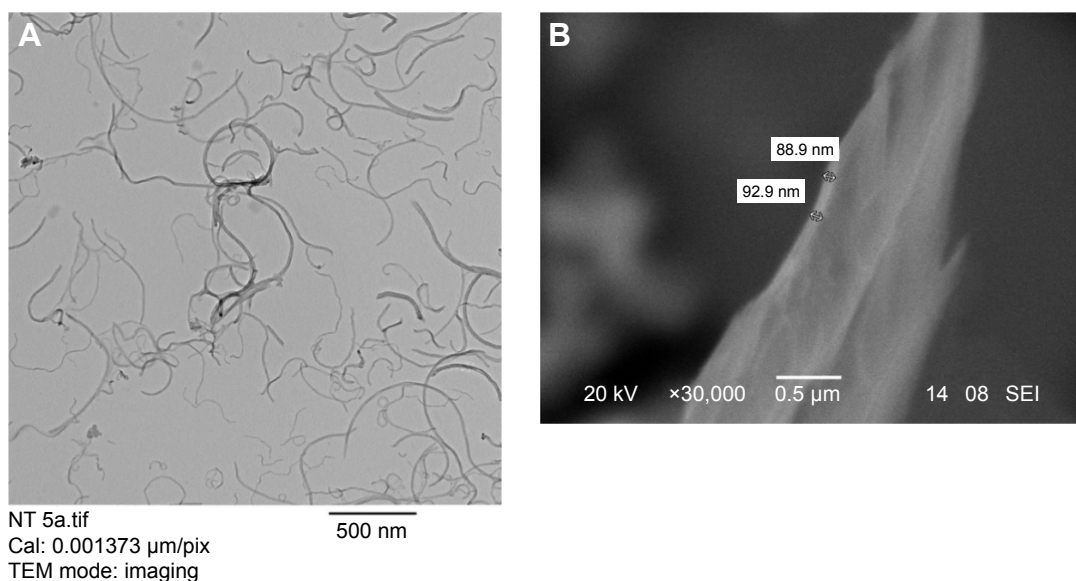 A
NT 5a.tif
Cal: 0.001373 µm/pix
TEM mode: imaging
500 nm
B
88.9 nm
92.9 nm
20 kV ×30,000 0.5 µm 14 08 SEI